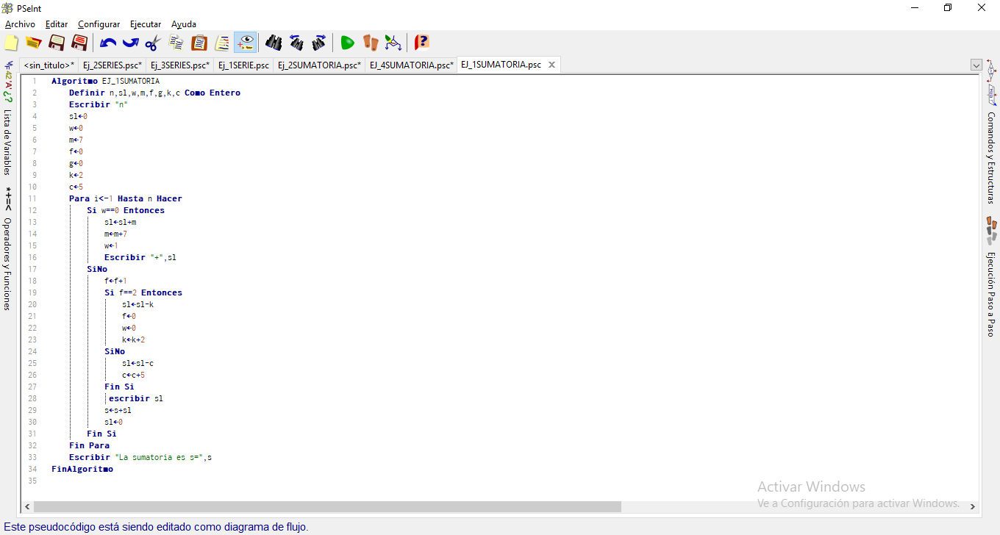 PSeInt
Archivo Editar Configurar Ejecutar Ayuda
<sin_titulo>* Ej_2SERIES.psc* Ej_3SERIES.psc* Ej_1SERIE.psc Ej_2SUMATORIA.psc* EJ_4SUMATORIA.psc* EJ_1SUMATORIA.psc
1 Algoritmo EJ_1SUMATORIA
2 Definir n,sl,w,m,f,g,k,c Como Entero
3 Escribir "n"
4 sl←0
5 w←0
6 m←7
7 f←0
8 g←0
9 k←2
10 c←5
11 Para i<-1 Hasta n Hacer
12 Si w==0 Entonces
13 sl←sl+m
14 m←m+7
15 w←1
16 Escribir "+",sl
17 SiNo
18 f←f+1
19 Si f==2 Entonces
20 sl←sl-k
21 f←0
22 w←0
23 k←k+2
24 SiNo
25 sl←sl-c
26 c←c+5
27 Fin Si
28 escribir sl
29 s←s+sl
30 sl←0
31 Fin Si
32 Fin Para
33 Escribir "La sumatoria es s=",s
34 FinAlgoritmo
35
42 'A' ¿?
Lista de Variables
*+=<
Operadores y Funciones
Comandos y Estructuras
Ejecución Paso a Paso
Activar Windows
Ve a Configuración para activar Windows.
Este pseudocódigo está siendo editado como diagrama de flujo.